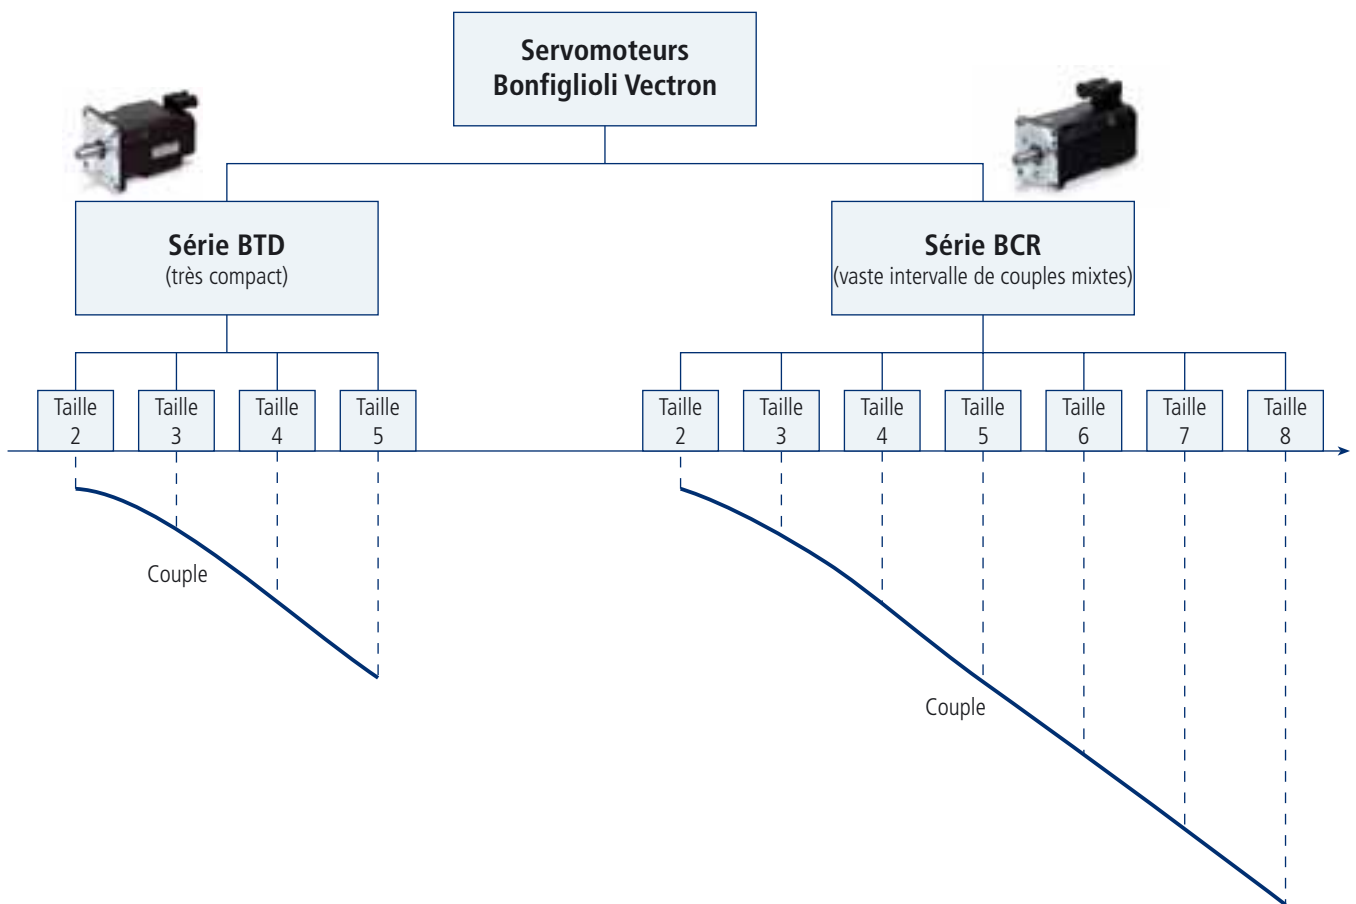 Servomoteurs
Bonfiglioli Vectron
Série BTD
(très compact)
Série BCR
(vaste intervalle de couples mixtes)
Taille
2
Taille
3
Taille
4
Taille
5
Taille
2
Taille
3
Taille
4
Taille
5
Taille
6
Taille
7
Taille
8
Couple
Couple